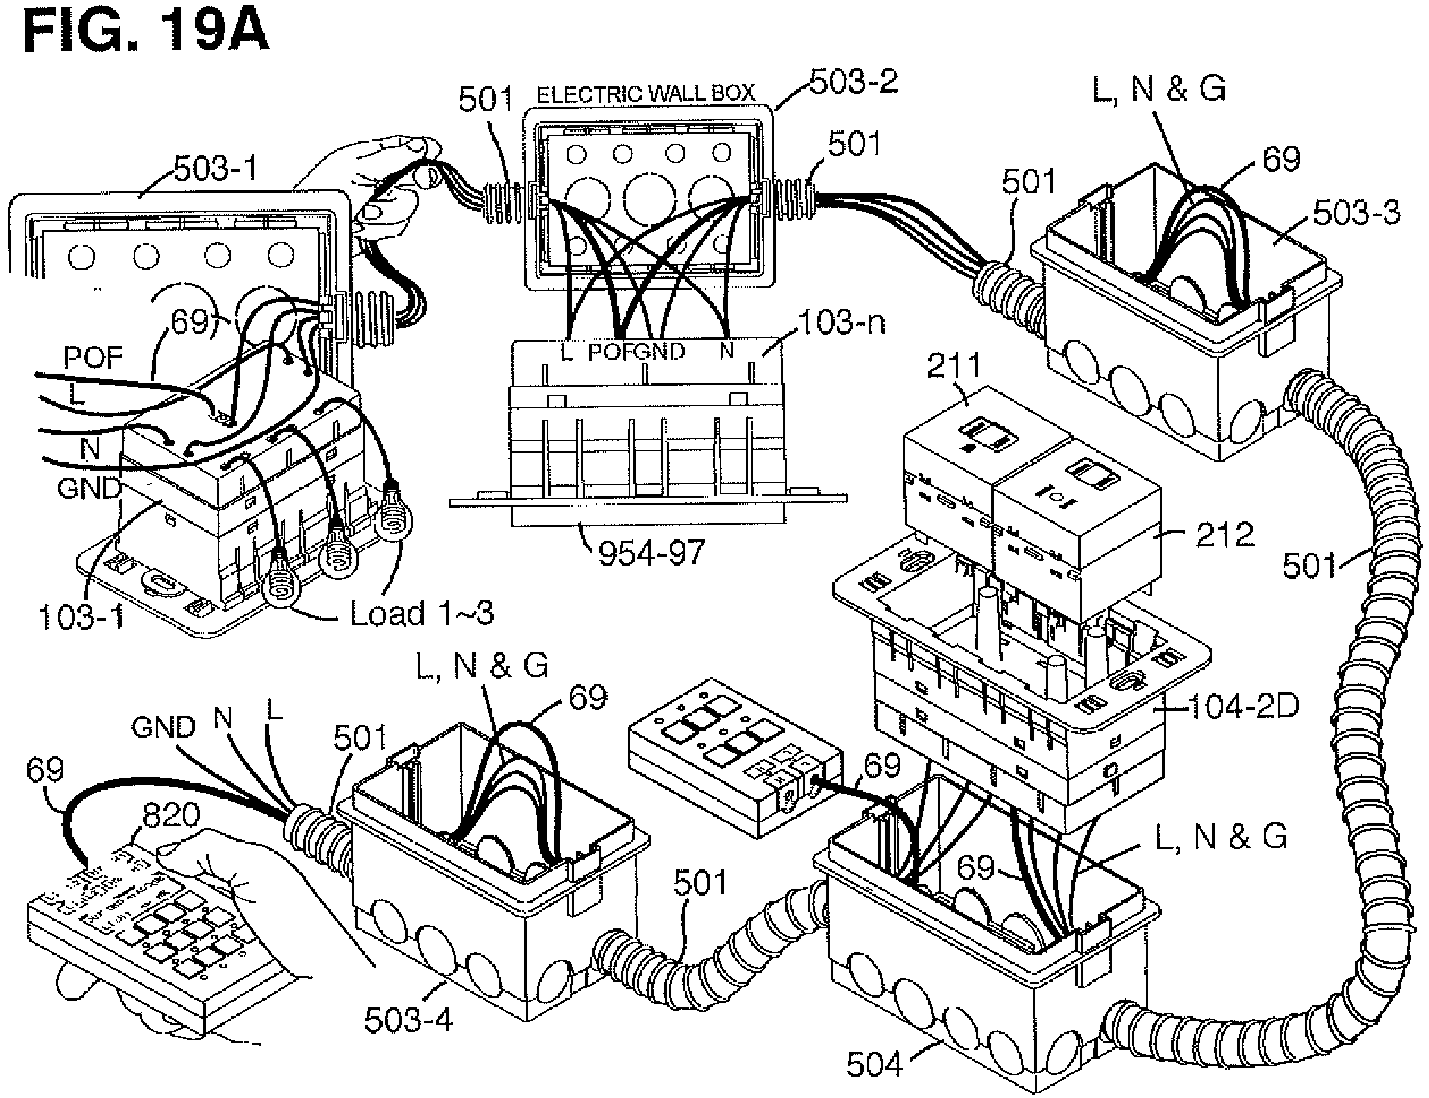 FIG. 19A
503-2
501
ELECTRIC WALL BOX
L, N & G
501
69
503-1
501
503-3
69
POF
L
N
GND
L POF GND N
103-n
211
212
501
954-97
103-1
Load 1~3
L, N & G
69
104-2D
GND
N
L
501
69
69
820
L, N & G
69
501
503-4
504